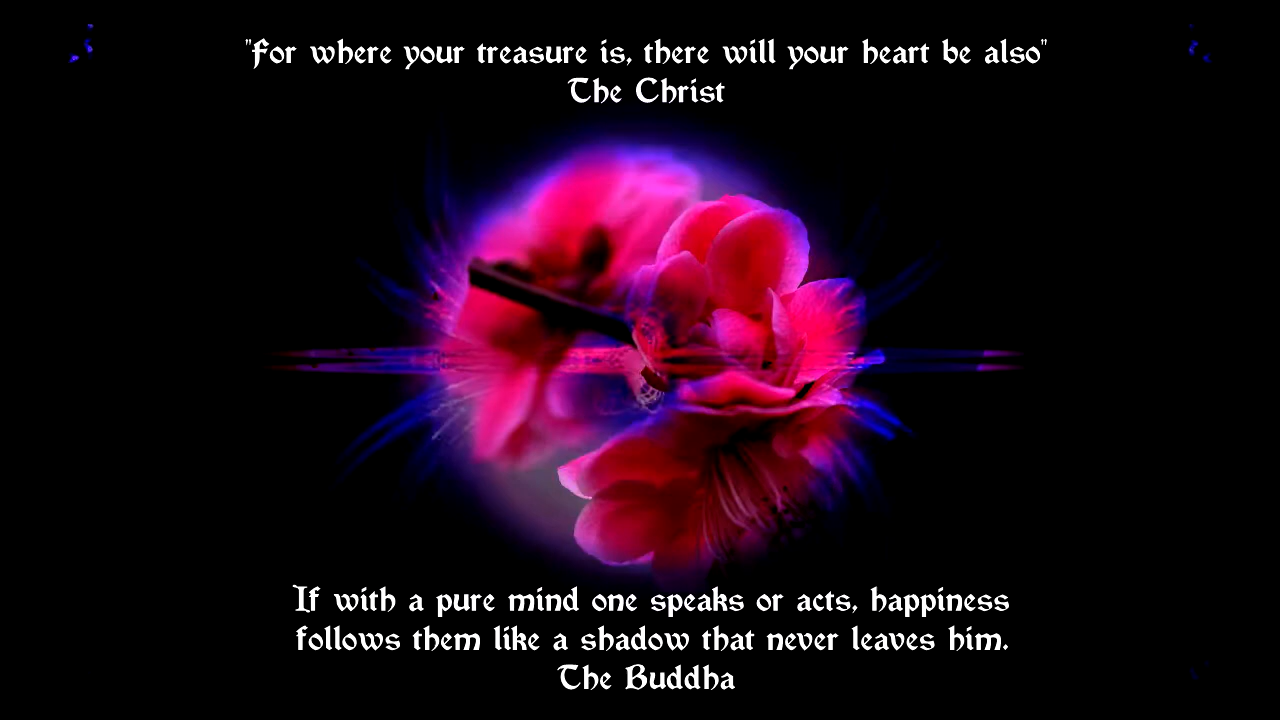 "For where your treasure is, there will your heart be also"
The Christ
If with a pure mind one speaks or acts, happiness
follows them like a shadow that never leaves him.
The Buddha